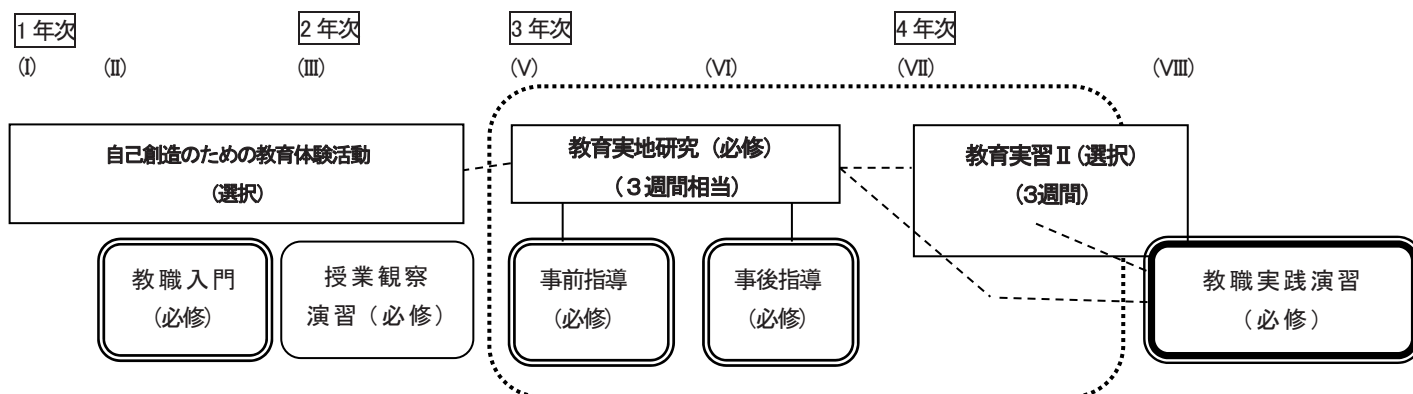 1年次 2年次 3年次 4年次
(Ⅰ) (Ⅱ) (Ⅲ) (Ⅴ) (Ⅵ) (Ⅶ) (Ⅷ)
自己創造のための教育体験活動
(選択)
教育実地研究（必修）
（３週間相当）
教育実習Ⅱ（選択）
(3週間)
教職入門
(必修)
授業観察
演習（必修）
事前指導
(必修)
事後指導
(必修)
教職実践演習
（必修）